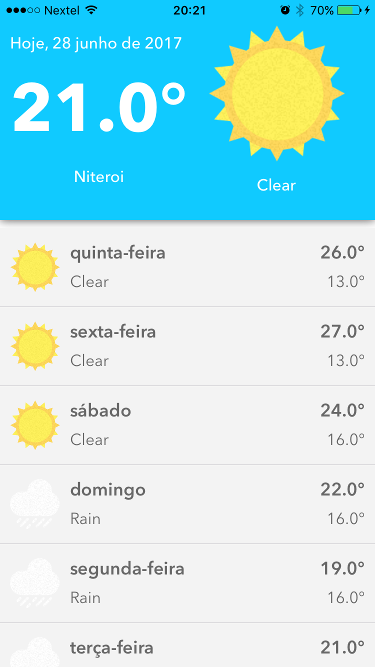 Nextel 20:21 70%
Hoje, 28 junho de 2017
21.0°
Niteroi
Clear
quinta-feira 26.0°
Clear 13.0°
sexta-feira 27.0°
Clear 13.0°
sábado 24.0°
Clear 16.0°
domingo 22.0°
Rain 16.0°
segunda-feira 19.0°
Rain 16.0°
terça-feira 21.0°